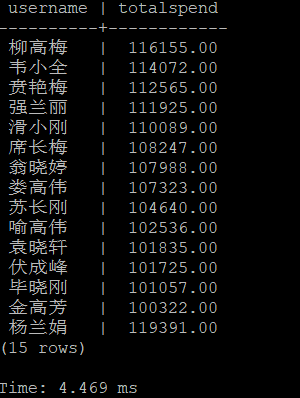 username | totalspend
----------+------------
柳高梅 | 116155.00
韦小全 | 114072.00
贲艳梅 | 112565.00
强兰丽 | 111925.00
滑小刚 | 110089.00
席长梅 | 108247.00
翁晓婷 | 107988.00
娄高伟 | 107323.00
苏长刚 | 104640.00
喻高伟 | 102536.00
袁晓轩 | 101835.00
伏成峰 | 101725.00
毕晓刚 | 101057.00
金高芳 | 100322.00
杨兰娟 | 119391.00
(15 rows)
Time: 4.469 ms